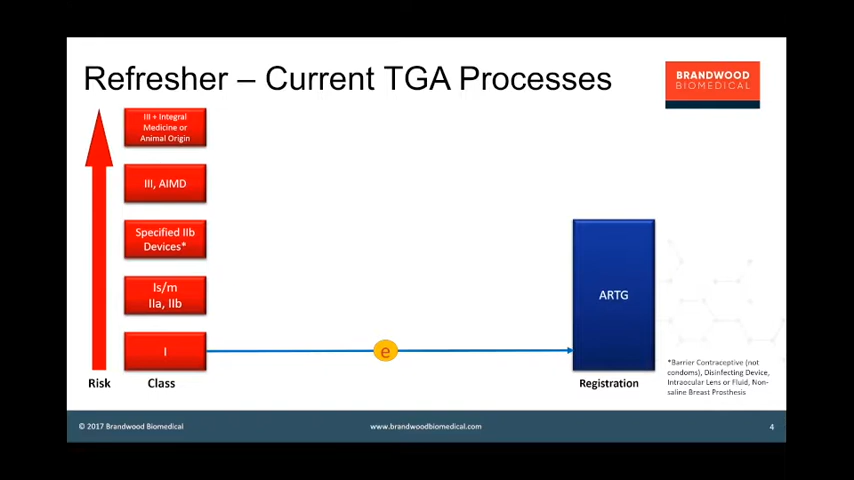 Refresher – Current TGA Processes
BRANDWOOD
BIOMEDICAL
III + Integral
Medicine or
Animal Origin
III, AIMD
Specified IIb
Devices*
Is/m
IIa, IIb
I
e
ARTG
Risk
Class
Registration
*Barrier Contraceptive (not
condoms), Disinfecting Device,
Intraocular Lens or Fluid, Non-
saline Breast Prosthesis
© 2017 Brandwood Biomedical
www.brandwoodbiomedical.com
4